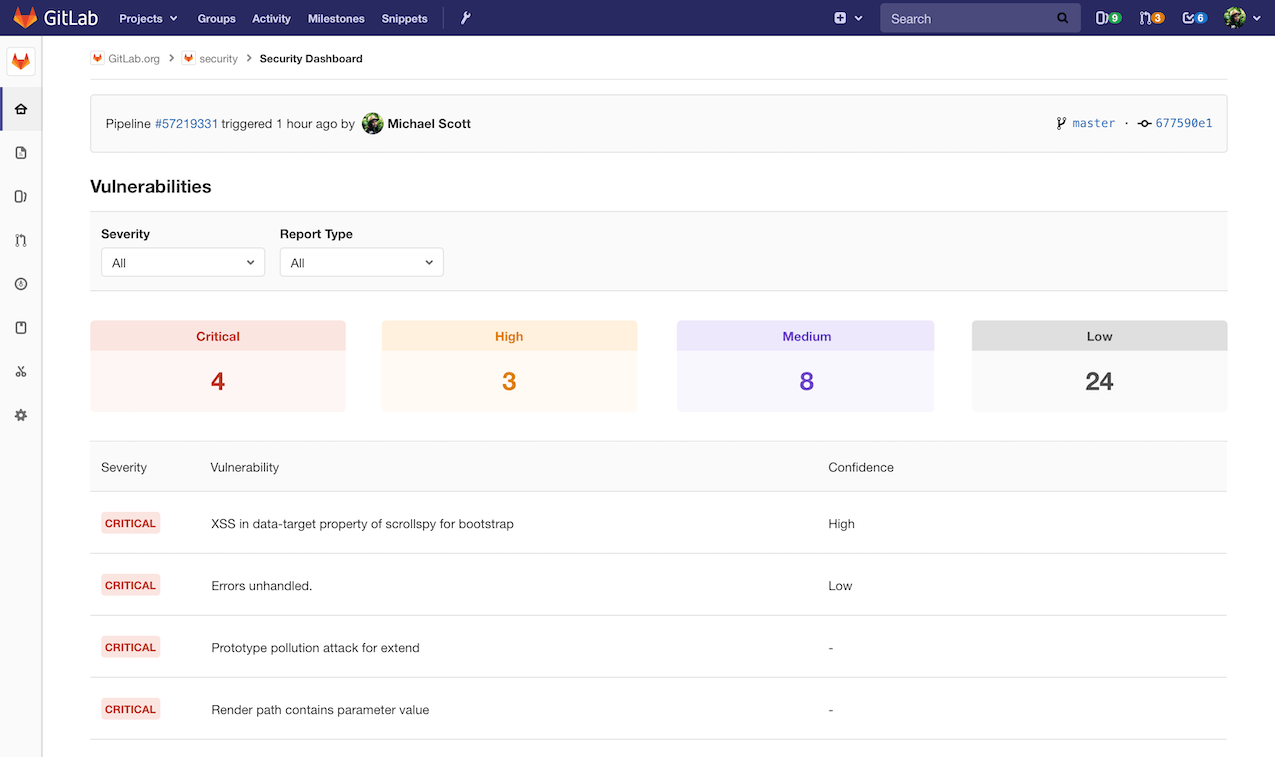 GitLab Projects Groups Activity Milestones Snippets Search 9 3 6
GitLab.org > security > Security Dashboard
Pipeline #57219331 triggered 1 hour ago by Michael Scott master · 677590e1
Vulnerabilities
Severity Report Type
All All
Critical High Medium Low
4 3 8 24
Severity Vulnerability Confidence
CRITICAL XSS in data-target property of scrollspy for bootstrap High
CRITICAL Errors unhandled. Low
CRITICAL Prototype pollution attack for extend -
CRITICAL Render path contains parameter value -